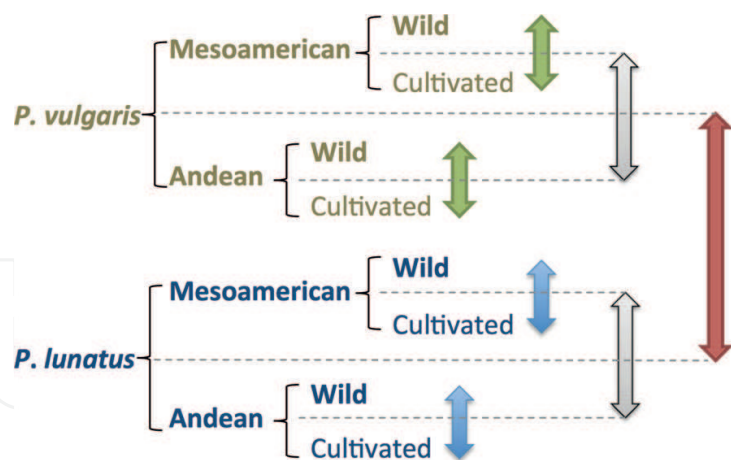 Wild
Mesoamerican
Cultivated
P. vulgaris
Wild
Andean
Cultivated
Wild
Mesoamerican
Cultivated
P. lunatus
Wild
Andean
Cultivated